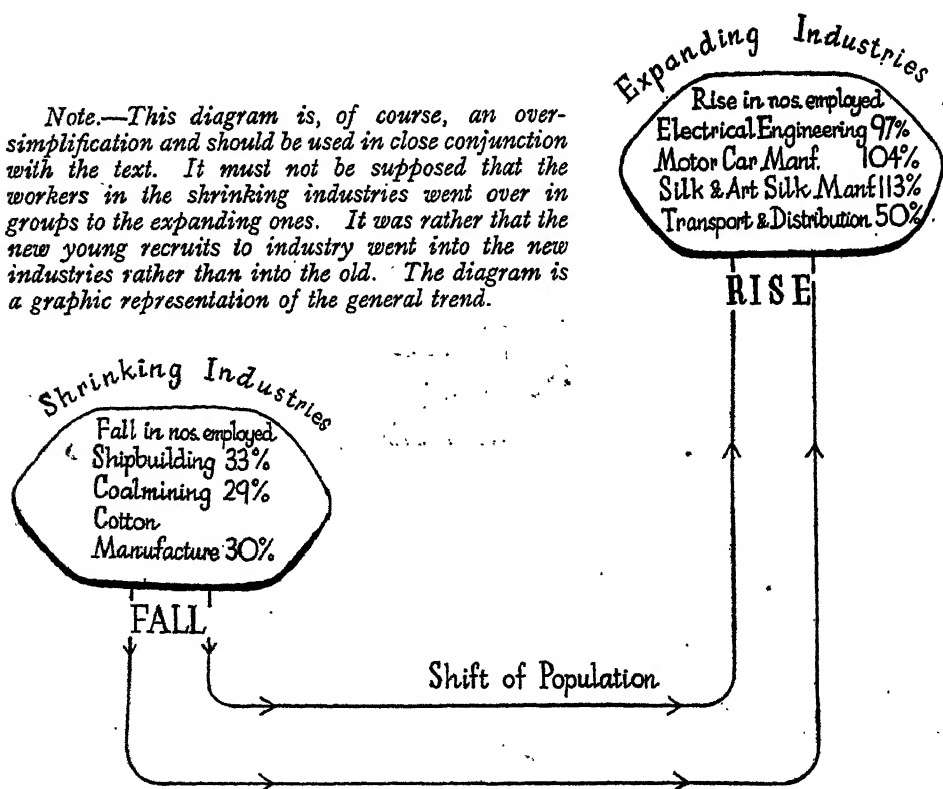 Note.—This diagram is, of course, an over-
simplification and should be used in close conjunction
with the text. It must not be supposed that the
workers in the shrinking industries went over in
groups to the expanding ones. It was rather that the
new young recruits to industry went into the new
industries rather than into the old. The diagram is
a graphic representation of the general trend.
Expanding Industries
Rise in nos. employed
Electrical Engineering 97%
Motor Car Manf. 104%
Silk & Art Silk Manf 113%
Transport & Distribution 50%
RISE
Shrinking Industries
Fall in nos. employed
Shipbuilding 33%
Coalmining 29%
Cotton
Manufacture 30%
FALL
Shift of Population